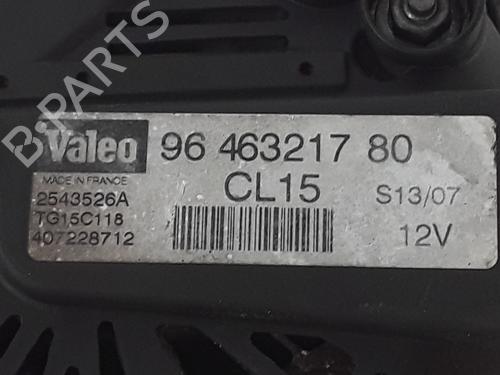 Valeo 96 463217 80
MADE IN FRANCE CL15 S13/07
2543526A
TG15C118
407228712 12V
B-PARTS